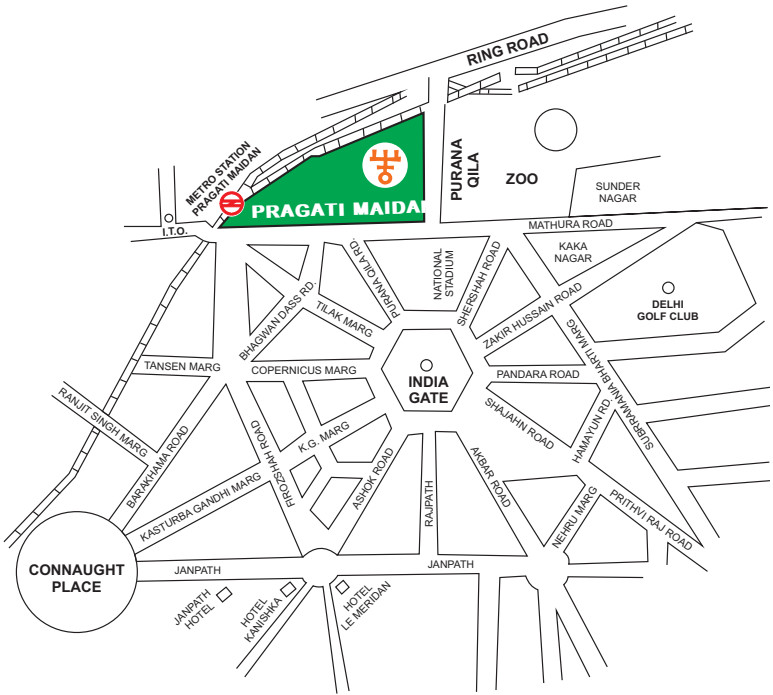 RING ROAD
METRO STATION
PRAGATI MAIDAN
PURANA
QILA
ZOO
SUNDER
NAGAR
PRAGATI MAIDAN
I.T.O.
MATHURA ROAD
KAKA
NAGAR
NATIONAL
STADIUM
PURANA QILA RD.
SHERSHAH ROAD
BHAGWAN DASS RD.
TILAK MARG
ZAKIR HUSSAIN ROAD
DELHI
GOLF CLUB
SUBRRAMANIA BHARTI MARG
TANSEN MARG
COPERNICUS MARG
INDIA
GATE
PANDARA ROAD
RANJIT SINGH MARG
BARAKHAMA ROAD
FIROZSHAH ROAD
K.G. MARG
SHAJAHN ROAD
HAMAYUN RD.
KASTURBA GANDHI MARG
ASHOK ROAD
RAJPATH
AKBAR ROAD
NEHRU MARG
PRITHVI RAJ ROAD
CONNAUGHT
PLACE
JANPATH
JANPATH
JANPATH
HOTEL
HOTEL
KANISHKA
HOTEL
LE MERIDAN